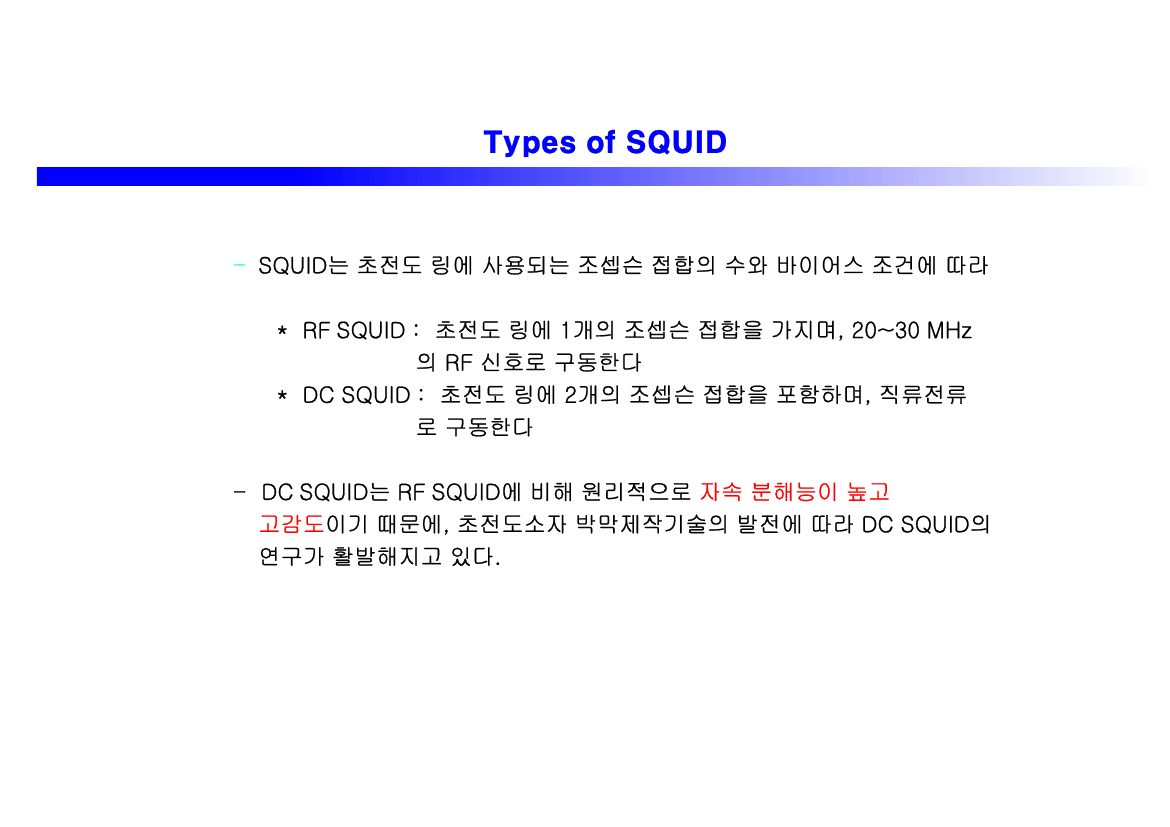 Types of SQUID
- SQUID는 초전도 링에 사용되는 조셉슨 접합의 수와 바이어스 조건에 따라
* RF SQUID : 초전도 링에 1개의 조셉슨 접합을 가지며, 20~30 MHz
의 RF 신호로 구동한다
* DC SQUID : 초전도 링에 2개의 조셉슨 접합을 포함하며, 직류전류
로 구동한다
- DC SQUID는 RF SQUID에 비해 원리적으로 자속 분해능이 높고
고감도이기 때문에, 초전도소자 박막제작기술의 발전에 따라 DC SQUID의
연구가 활발해지고 있다.